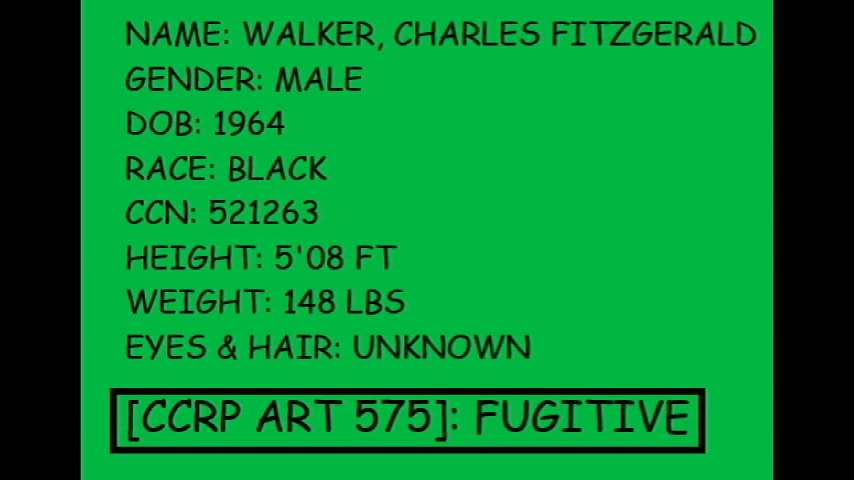 NAME: WALKER, CHARLES FITZGERALD
GENDER: MALE
DOB: 1964
RACE: BLACK
CCN: 521263
HEIGHT: 5'08 FT
WEIGHT: 148 LBS
EYES & HAIR: UNKNOWN
[CCRP ART 575]: FUGITIVE